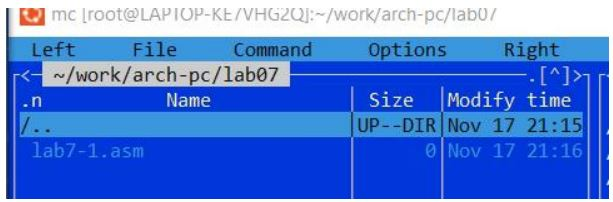 mc [root@LAPTOP-KE7VHG2Q]:~/work/arch-pc/lab07
Left File Command Options Right
<─ ~/work/arch-pc/lab07 ─.[^]>
.n Name Size Modify time
/.. UP--DIR Nov 17 21:15
lab7-1.asm 0 Nov 17 21:16